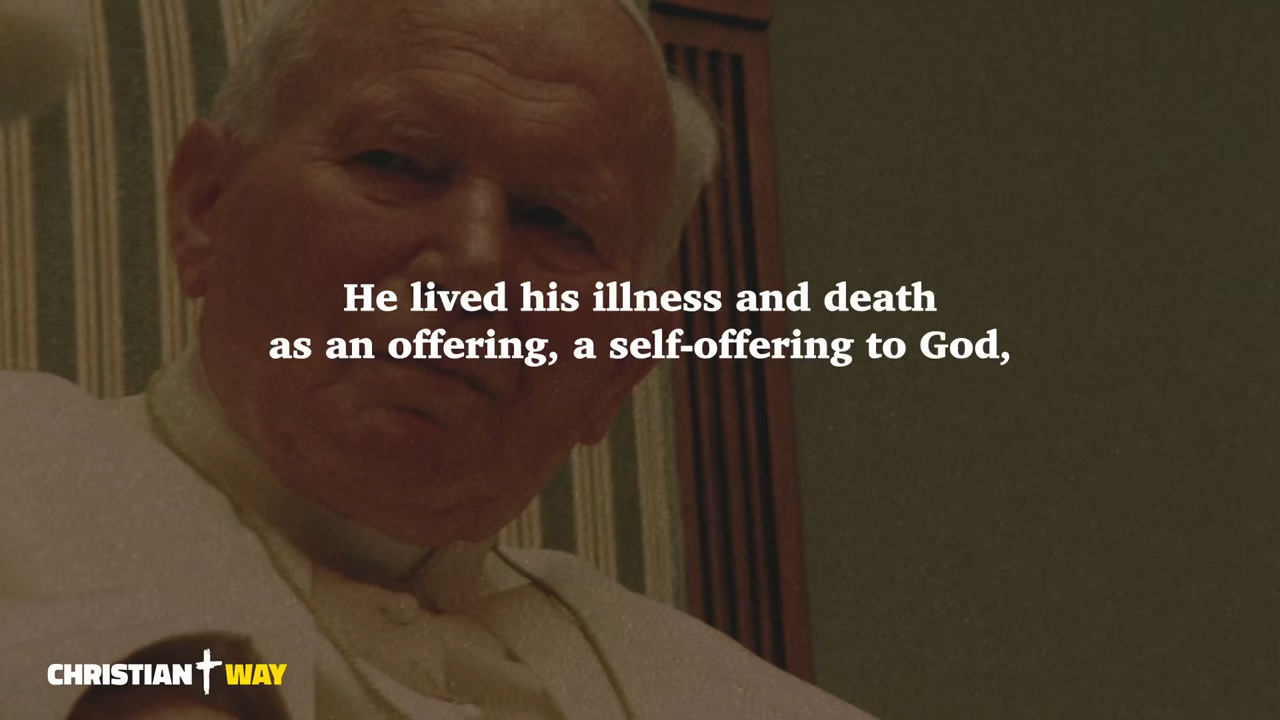 He lived his illness and death
as an offering, a self-offering to God,
CHRISTIAN WAY